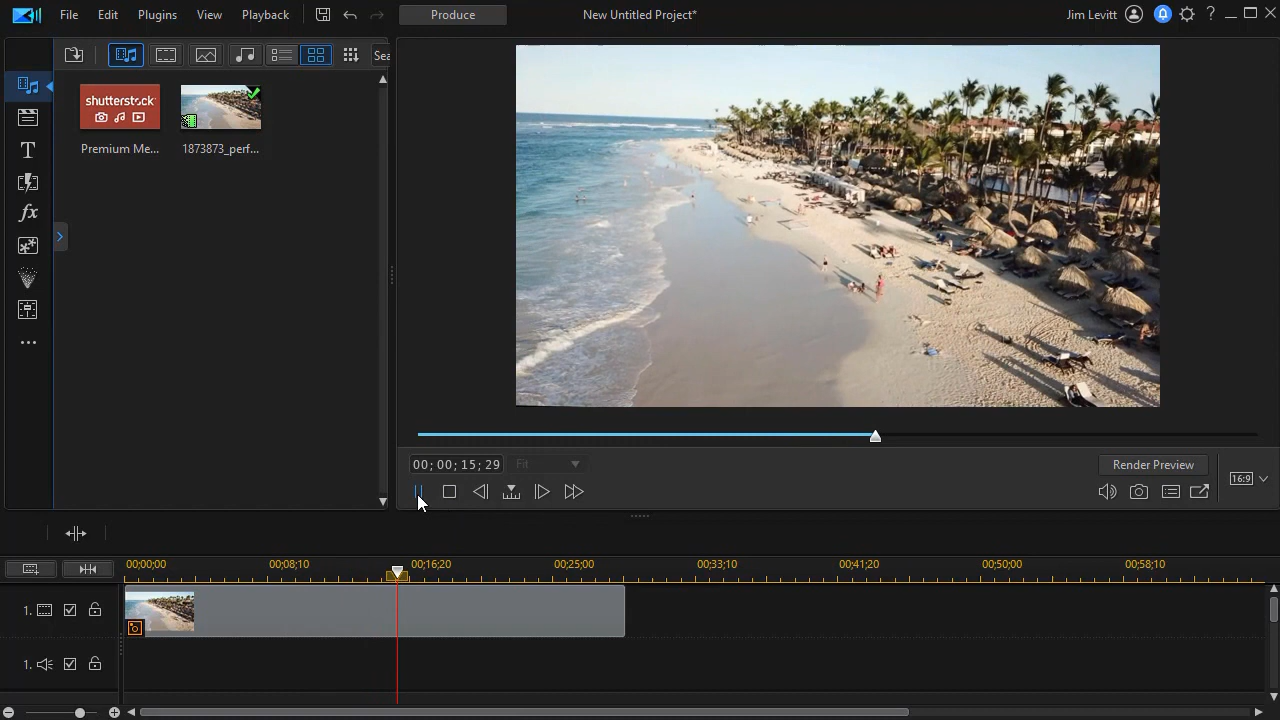 File Edit Plugins View Playback Produce New Untitled Project* Jim Levitt
Sea
shutterstock
Premium Me... 1873873_perf...
T
fx
00; 00; 15; 29 Fit Render Preview
16:9
00;00;00 00;08;10 00;16;20 00;25;00 00;33;10 00;41;20 00;50;00 00;58;10
1.
1.